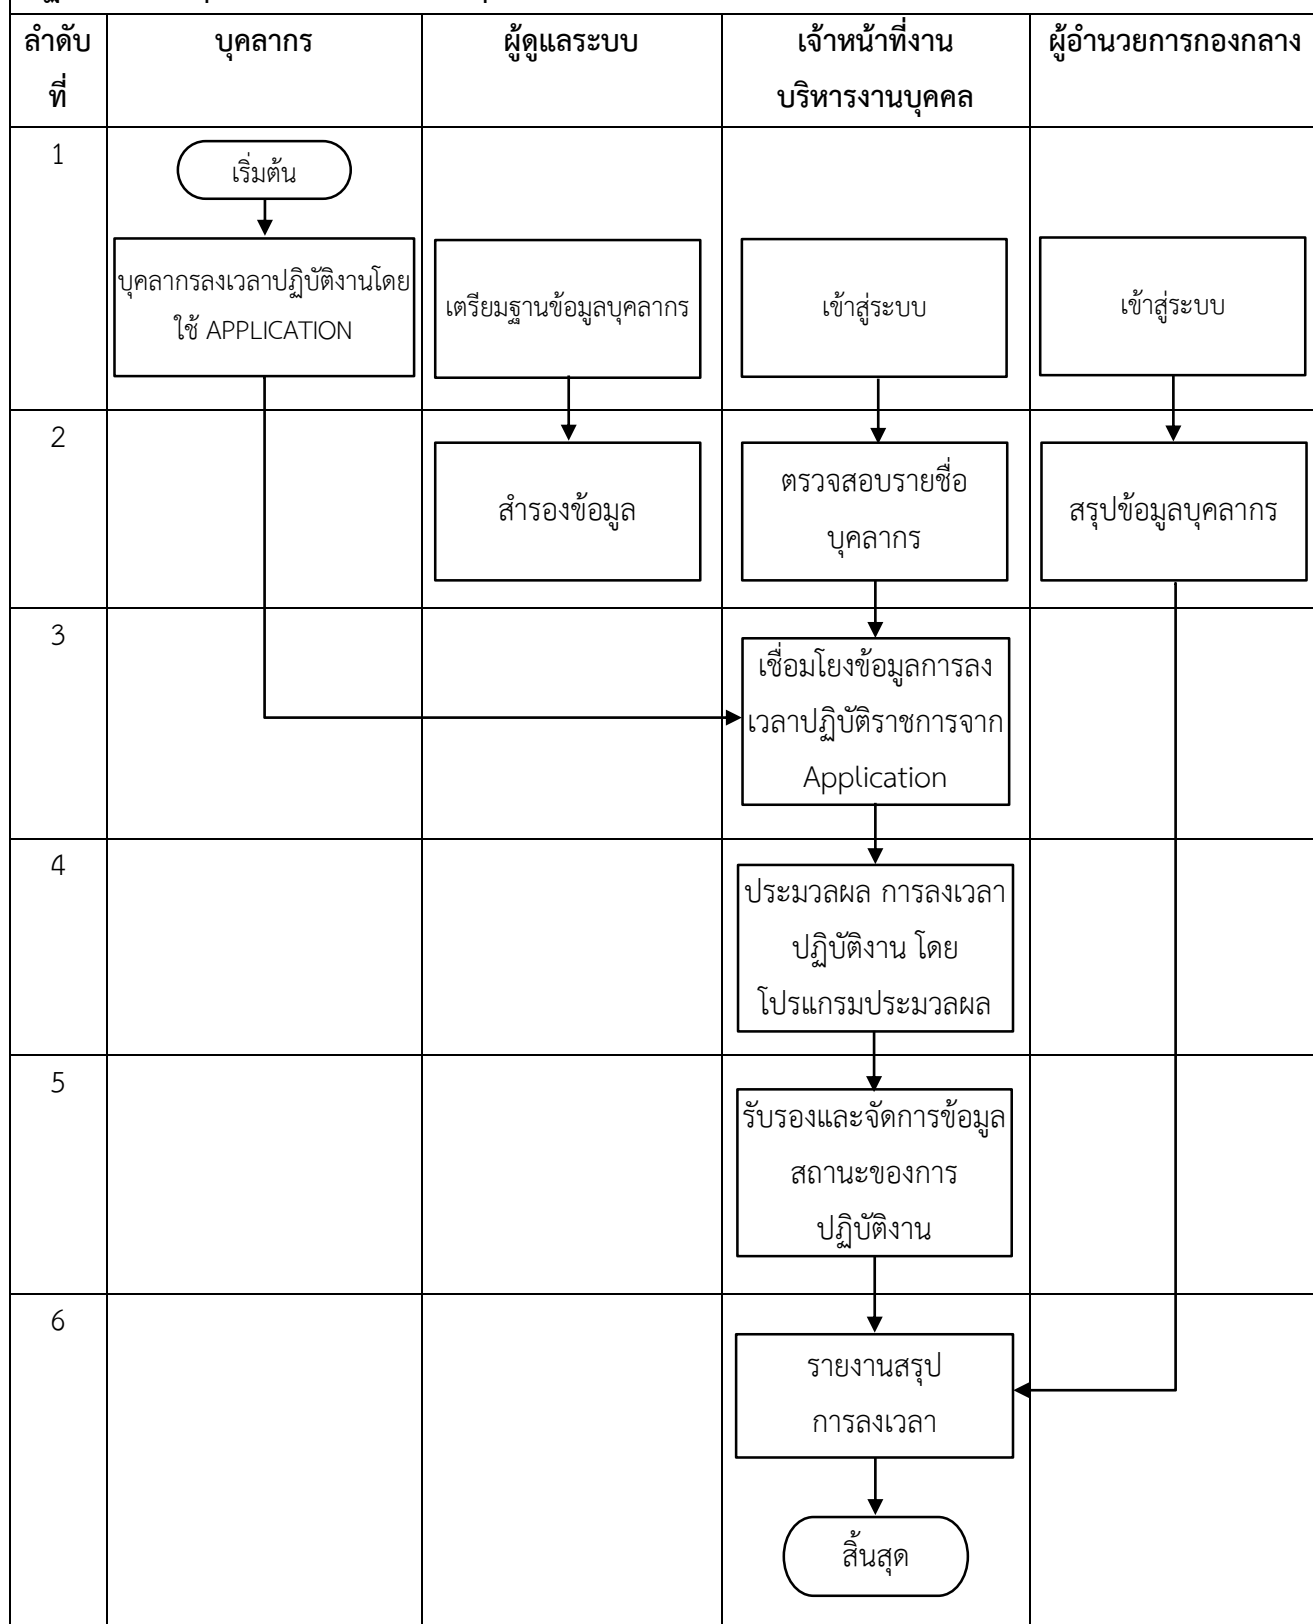 ลำดับ
ที่
บุคลากร
ผู้ดูแลระบบ
เจ้าหน้าที่งาน
บริหารงานบุคคล
ผู้อำนวยการกองกลาง
1
เริ่มต้น
บุคลากรลงเวลาปฏิบัติงานโดย
ใช้ APPLICATION
เตรียมฐานข้อมูลบุคลากร
เข้าสู่ระบบ
เข้าสู่ระบบ
2
สำรองข้อมูล
ตรวจสอบรายชื่อ
บุคลากร
สรุปข้อมูลบุคลากร
3
เชื่อมโยงข้อมูลการลง
เวลาปฏิบัติราชการจาก
Application
4
ประมวลผล การลงเวลา
ปฏิบัติงาน โดย
โปรแกรมประมวลผล
5
รับรองและจัดการข้อมูล
สถานะของการ
ปฏิบัติงาน
6
รายงานสรุป
การลงเวลา
สิ้นสุด